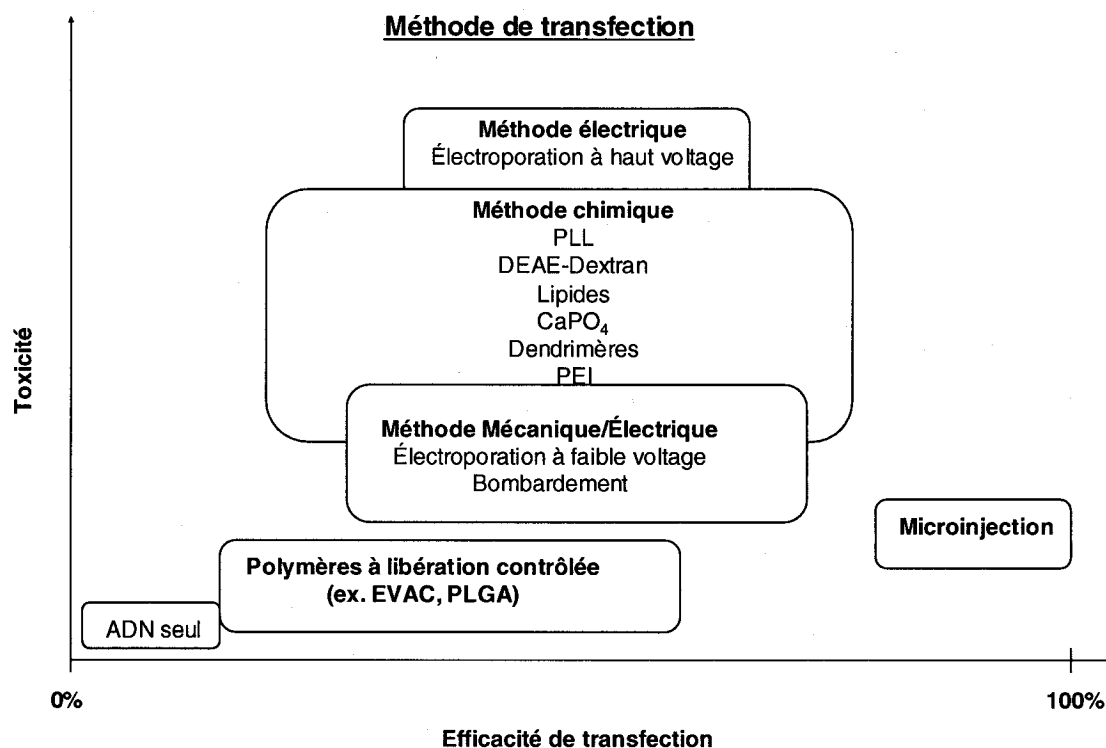 Méthode de transfection
Méthode électrique
Électroporation à haut voltage
Méthode chimique
PLL
DEAE-Dextran
Lipides
CaPO₄
Dendrimères
PEI
Méthode Mécanique/Électrique
Électroporation à faible voltage
Bombardement
Microinjection
Polymères à libération contrôlée
(ex. EVAC, PLGA)
ADN seul
Toxicité
0%
100%
Efficacité de transfection